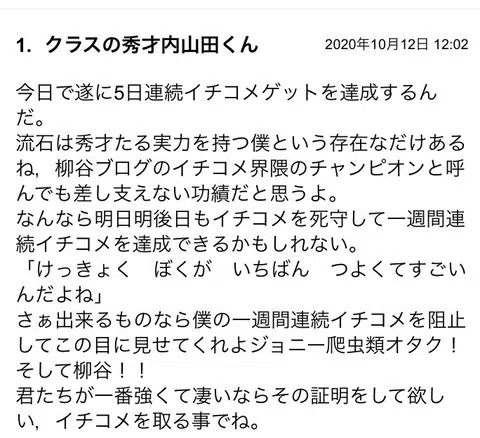 1. クラスの秀才内山田くん 2020年10月12日 12:02
今日で遂に5日連続イチコメゲットを達成するん
だ。
流石は秀才たる実力を持つ僕という存在なだけある
ね，柳谷ブログのイチコメ界隈のチャンピオンと呼
んでも差し支えない功績だと思うよ。
なんなら明日明後日もイチコメを死守して一週間連
続イチコメを達成できるかもしれない。
「けっきょく　ぼくが　いちばん　つよくてすごい
んだよね」
さぁ出来るものなら僕の一週間連続イチコメを阻止
してこの目に見せてくれよジョニー爬虫類オタク！
そして柳谷！！
君たちが一番強くて凄いならその証明をして欲し
い，イチコメを取る事でね。